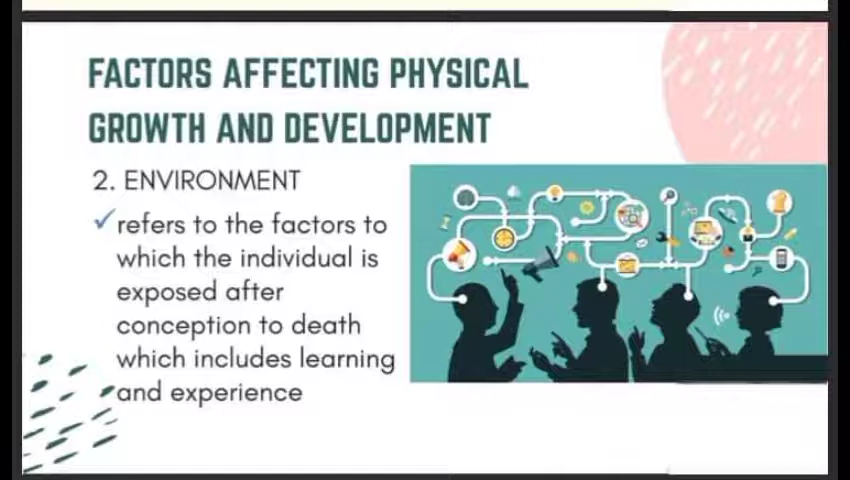 FACTORS AFFECTING PHYSICAL
GROWTH AND DEVELOPMENT
2. ENVIRONMENT
refers to the factors to
which the individual is
exposed after
conception to death
which includes learning
and experience